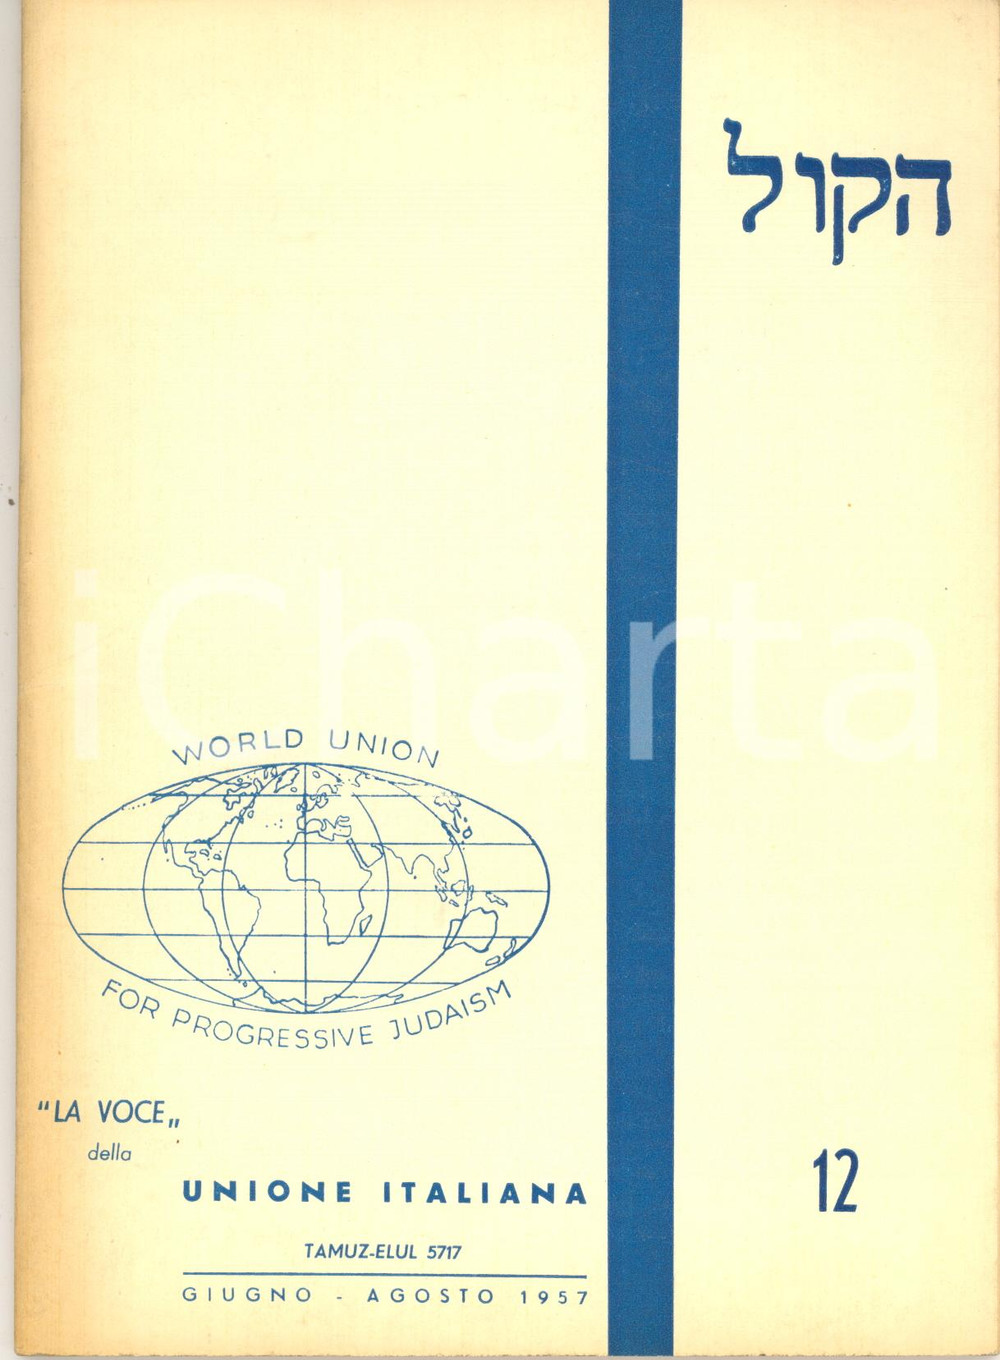 הקול
iCharta
WORLD UNION
FOR PROGRESSIVE JUDAISM
"LA VOCE„
della
UNIONE ITALIANA
TAMUZ-ELUL 5717
GIUGNO - AGOSTO 1957
12